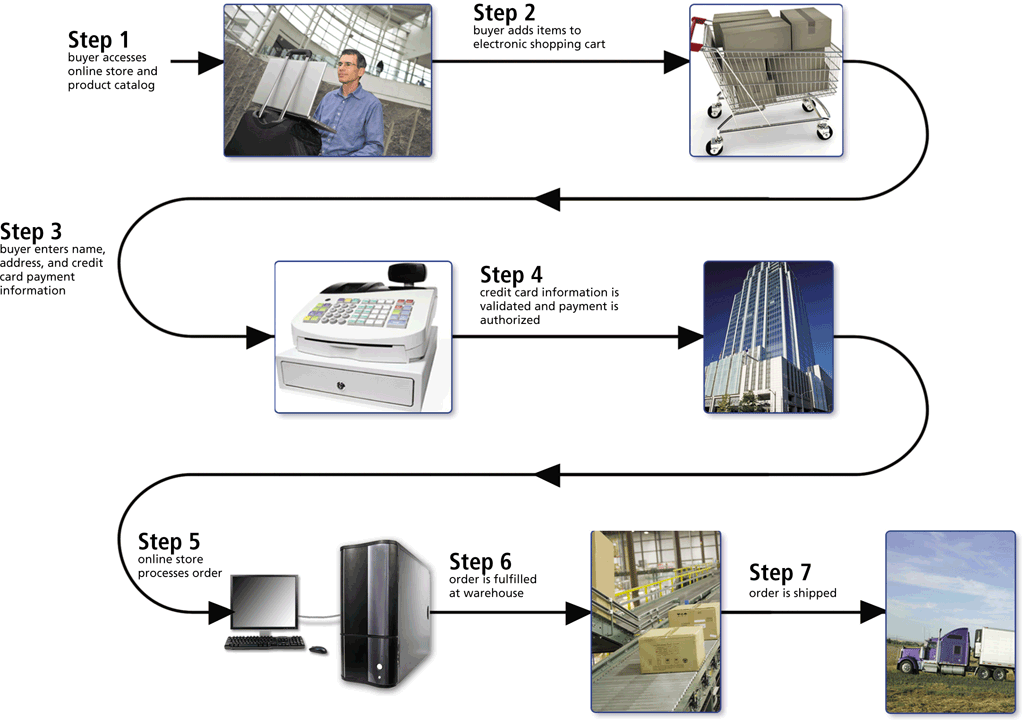 Step 1
buyer accesses
online store and
product catalog
Step 2
buyer adds items to
electronic shopping cart
Step 3
buyer enters name,
address, and credit
card payment
information
Step 4
credit card information is
validated and payment is
authorized
Step 5
online store
processes order
Step 6
order is fulfilled
at warehouse
Step 7
order is shipped